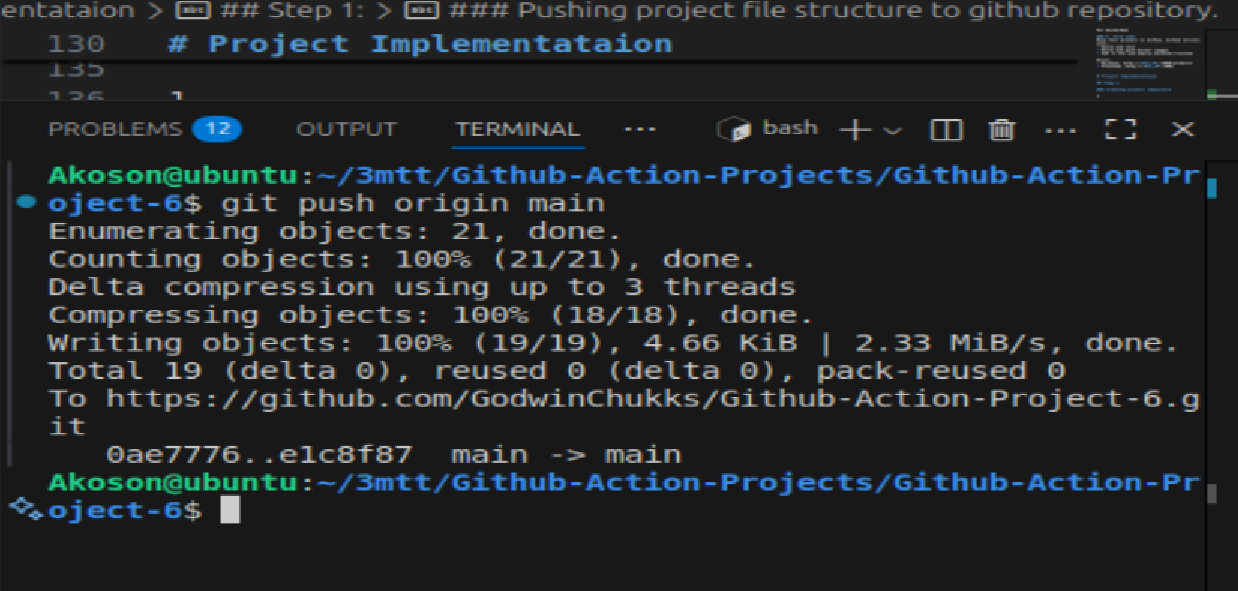 entataion > ## Step 1: > ### Pushing project file structure to github repository.
130 # Project Implementataion
135
136 1
PROBLEMS 12 OUTPUT TERMINAL ... bash
Akoson@ubuntu:~/3mtt/Github-Action-Projects/Github-Action-Pr
oject-6$ git push origin main
Enumerating objects: 21, done.
Counting objects: 100% (21/21), done.
Delta compression using up to 3 threads
Compressing objects: 100% (18/18), done.
Writing objects: 100% (19/19), 4.66 KiB | 2.33 MiB/s, done.
Total 19 (delta 0), reused 0 (delta 0), pack-reused 0
To https://github.com/GodwinChukks/Github-Action-Project-6.g
it
0ae7776..e1c8f87 main -> main
Akoson@ubuntu:~/3mtt/Github-Action-Projects/Github-Action-Pr
oject-6$